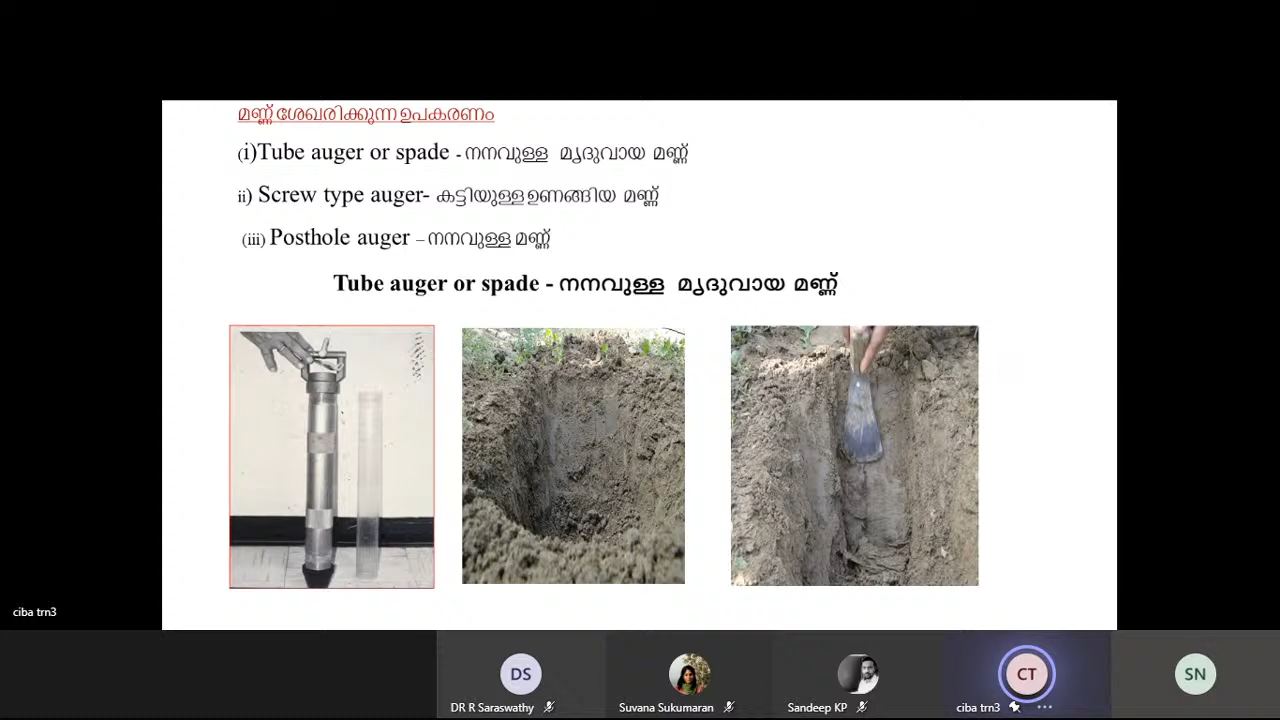 മണ്ണ് ശേഖരിക്കുന്ന ഉപകരണം
(i)Tube auger or spade - നനവുള്ള മൃദുവായ മണ്ണ്
ii) Screw type auger- കട്ടിയുള്ള ഉണങ്ങിയ മണ്ണ്
(iii) Posthole auger – നനവുള്ള മണ്ണ്
Tube auger or spade - നനവുള്ള മൃദുവായ മണ്ണ്
ciba trn3
DS
CT
SN
DR R Saraswathy
Suvana Sukumaran
Sandeep KP
ciba trn3